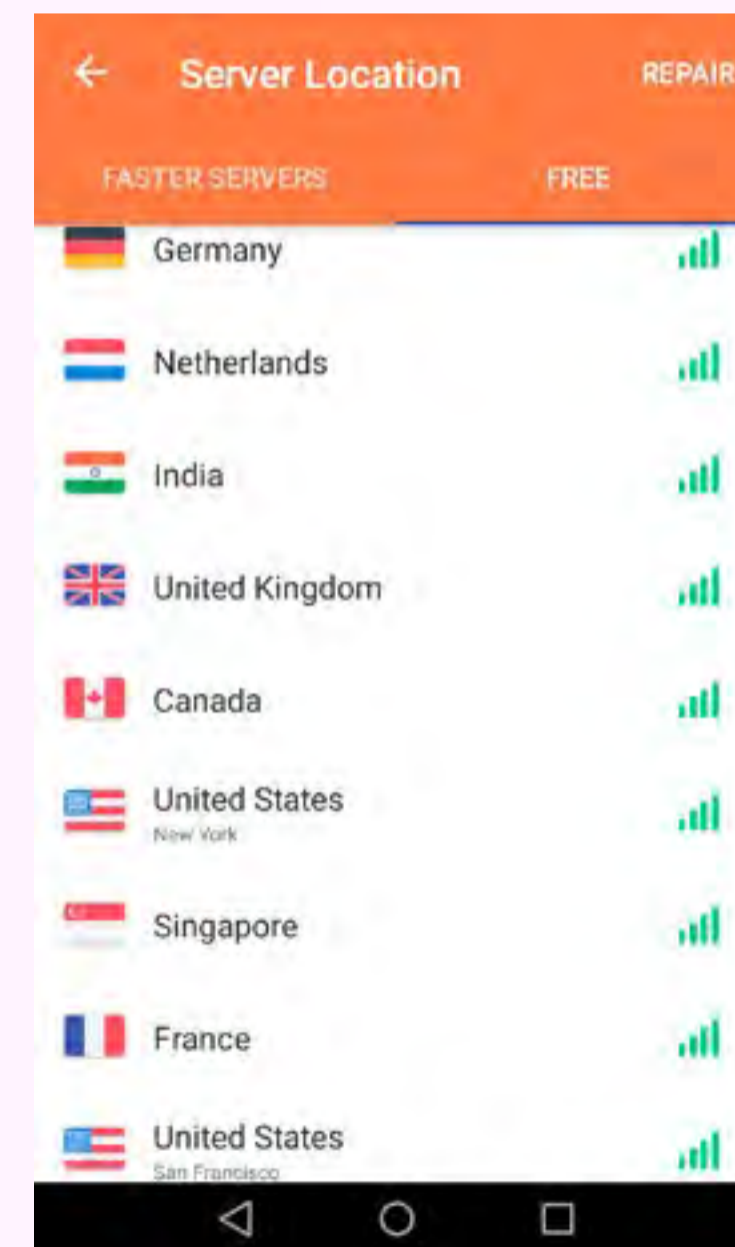 Server Location
REPAIR
FASTER SERVERS
FREE
Germany
Netherlands
India
United Kingdom
Canada
United States
New York
Singapore
France
United States
San Francisco